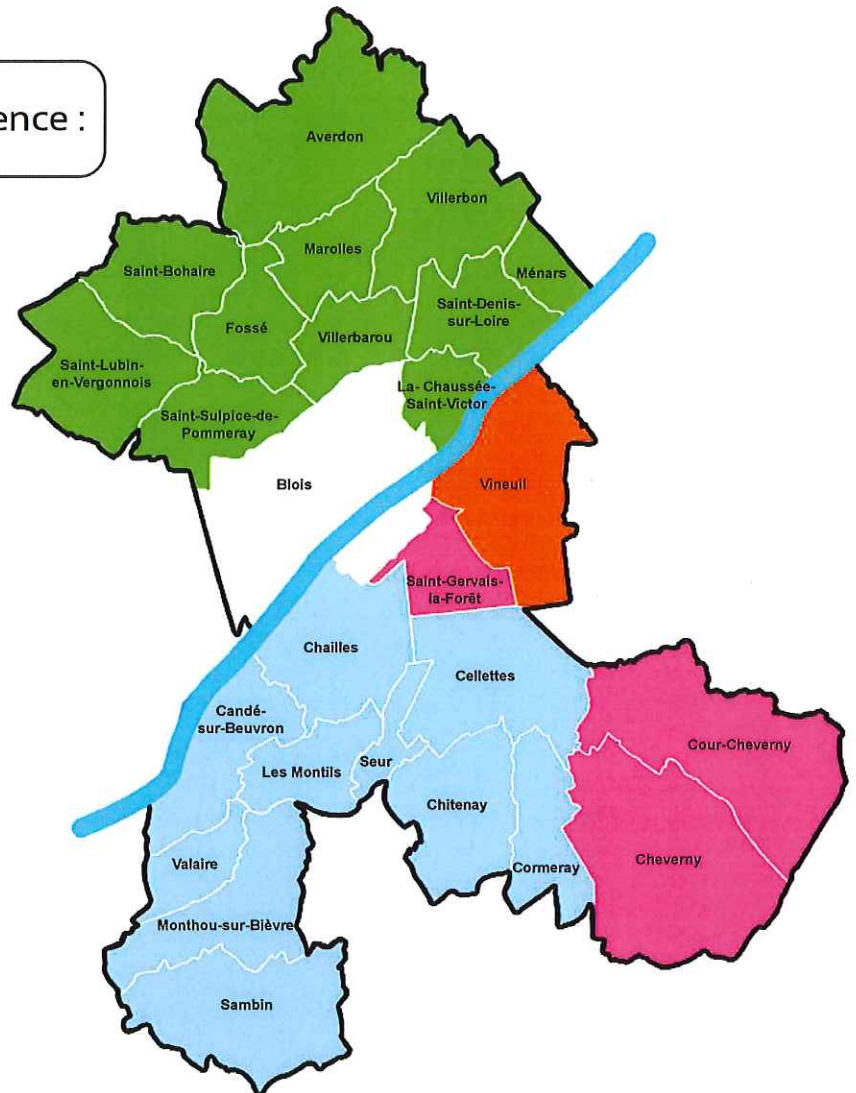 ence :
Averdon
Villerbon
Marolles
Saint-Bohaire
Ménars
Saint-Denis-
sur-Loire
Fossé
Villerbarou
Saint-Lubin-
en-Vergonnois
La- Chaussée-
Saint-Victor
Saint-Sulpice-de-
Pommeray
Blois
Vineuil
Saint-Gervais-
la-Forêt
Chailles
Cellettes
Candé-
sur-Beuvron
Cour-Cheverny
Les Montils
Seur
Chitenay
Cheverny
Valaire
Cormeray
Monthou-sur-Bièvre
Sambin